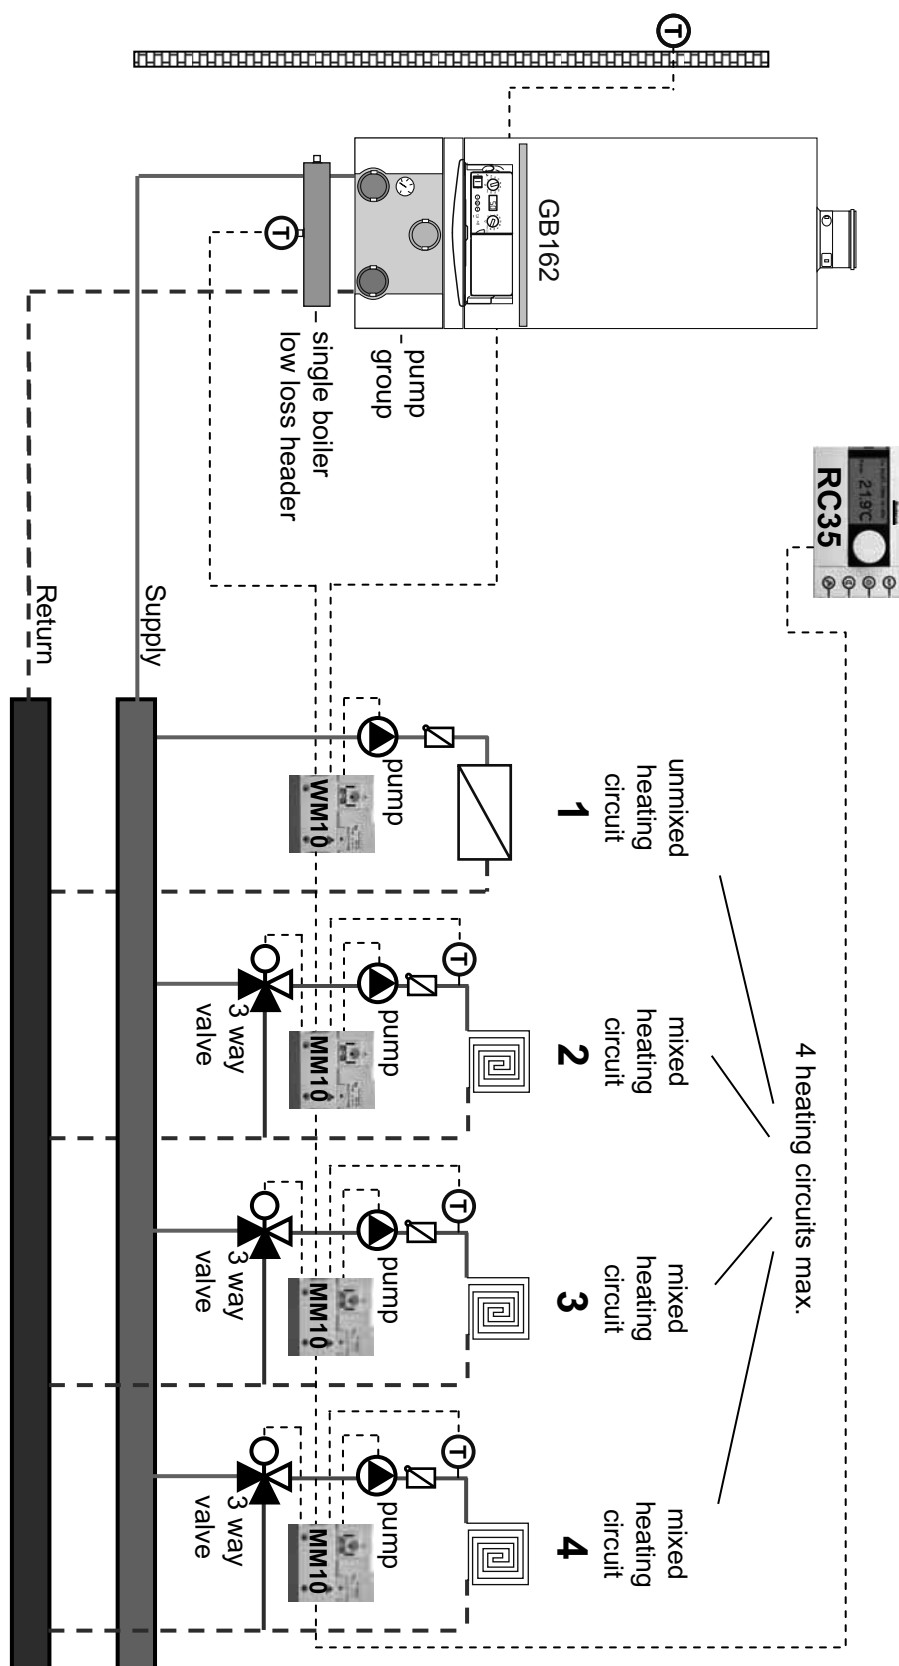 GB162
pump
group
single boiler
low loss header
T
T
RC35
21.9°C
Supply
Return
4 heating circuits max.
unmixed
heating
circuit
1
pump
WM10
mixed
heating
circuit
2
T
pump
MM10
3 way
valve
mixed
heating
circuit
3
T
pump
MM10
3 way
valve
mixed
heating
circuit
4
T
pump
MM10
3 way
valve